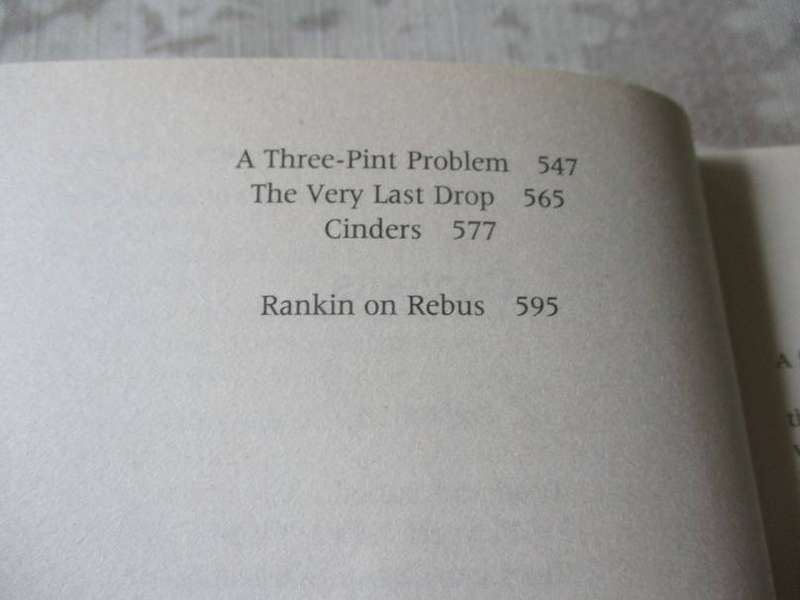 A Three-Pint Problem 547
The Very Last Drop 565
Cinders 577
Rankin on Rebus 595
A